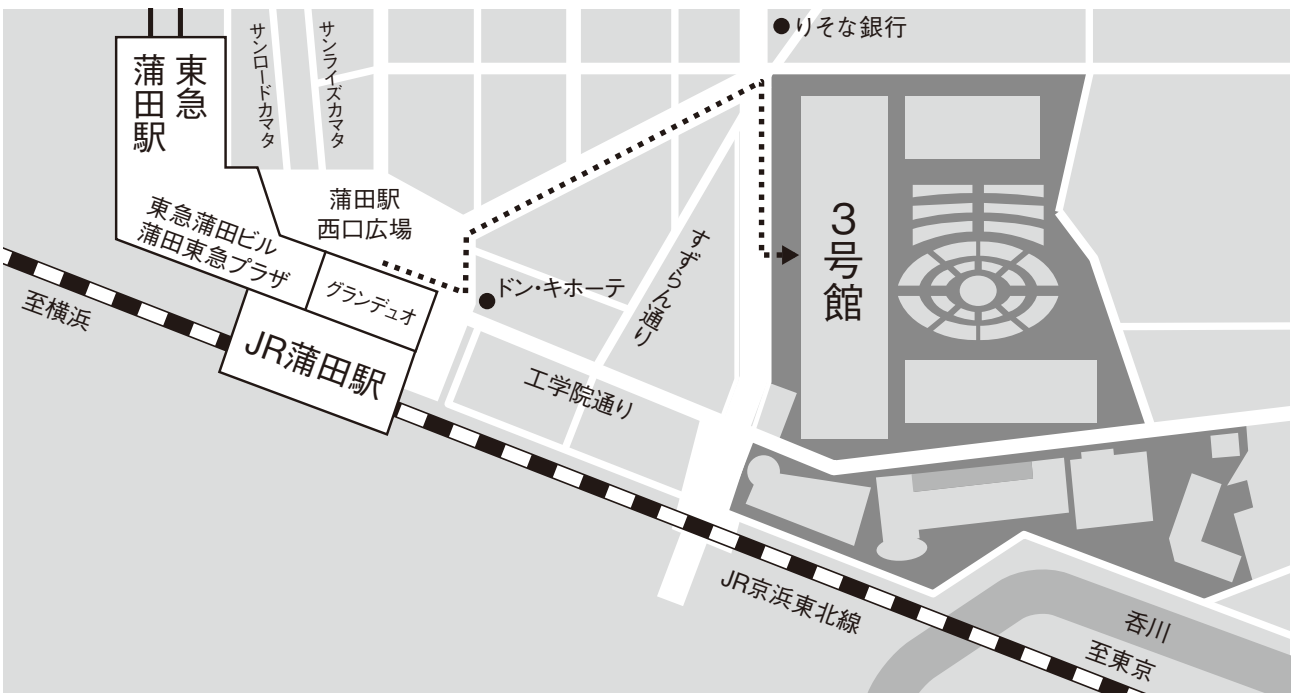 りそな銀行
サンロードカマタ
サンライズカマタ
東急
蒲田駅
蒲田駅
西口広場
東急蒲田ビル
蒲田東急プラザ
グランデュオ
ドン・キホーテ
すずらん通り
3号館
至横浜
JR蒲田駅
工学院通り
JR京浜東北線
呑川
至東京